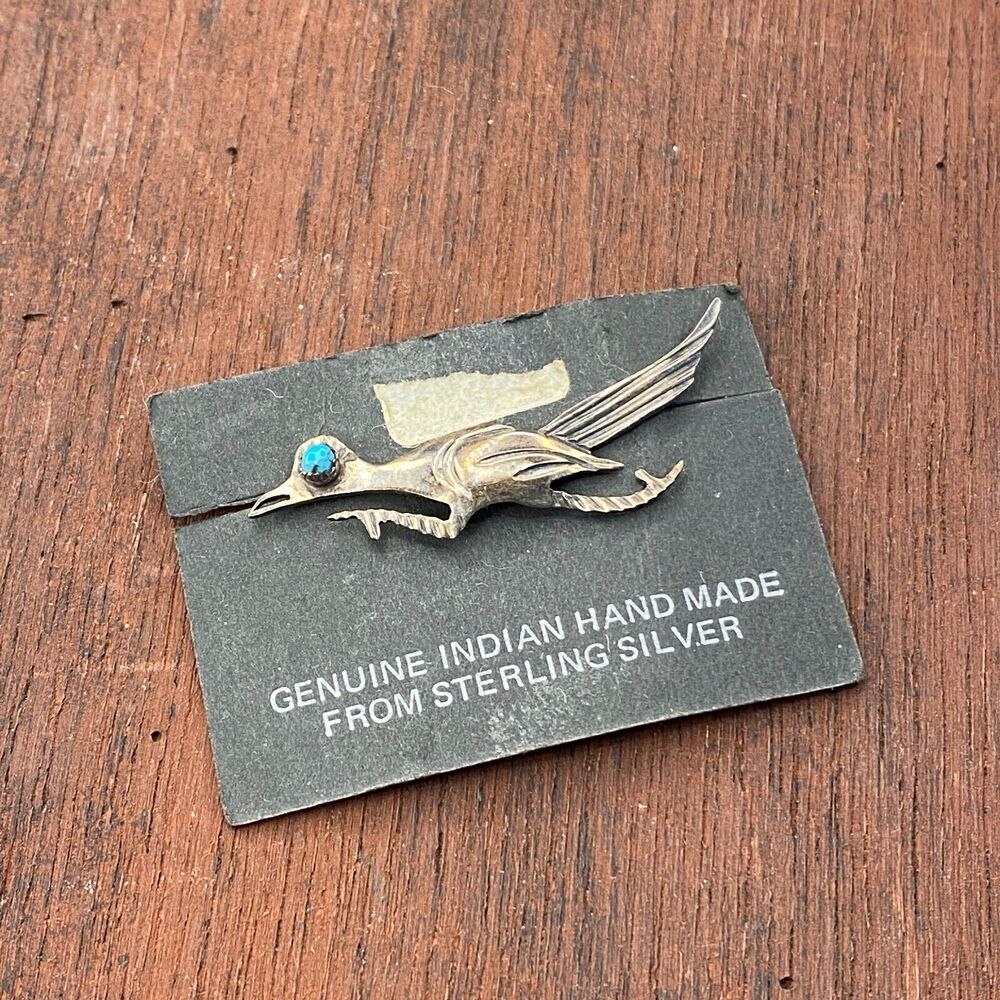 GENUINE INDIAN HAND MADE
FROM STERLING SILVER